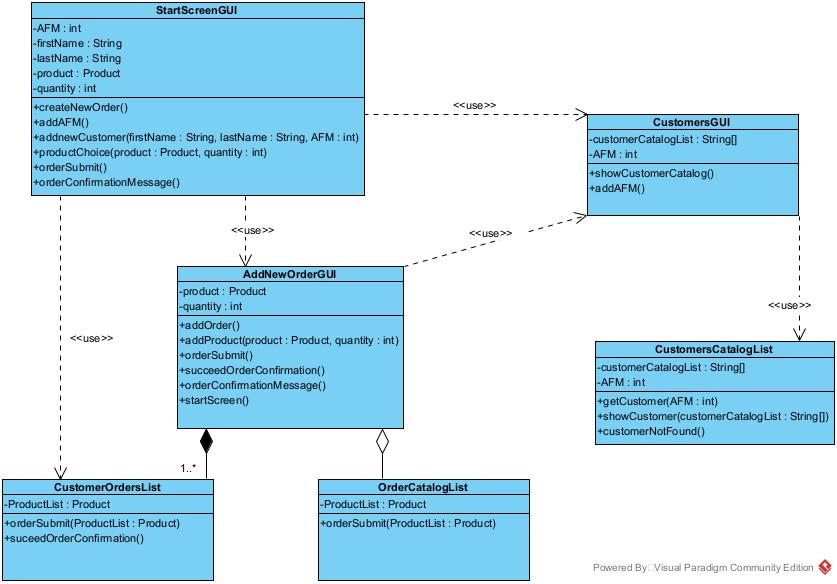 StartScreenGUI
-AFM : int
-firstName : String
-lastName : String
-product : Product
-quantity : int
+createNewOrder()
+addAFM()
+addnewCustomer(firstName : String, lastName : String, AFM : int)
+productChoice(product : Product, quantity : int)
+orderSubmit()
+orderConfirmationMessage()
<<use>>
CustomersGUI
-customerCatalogList : String[]
-AFM : int
+showCustomerCatalog()
+addAFM()
<<use>>
<<use>>
AddNewOrderGUI
-product : Product
-quantity : int
+addOrder()
+addProduct(product : Product, quantity : int)
+orderSubmit()
+succeedOrderConfirmation()
+orderConfirmationMessage()
+startScreen()
<<use>>
<<use>>
CustomersCatalogList
-customerCatalogList : String[]
-AFM : int
+getCustomer(AFM : int)
+showCustomer(customerCatalogList : String[])
+customerNotFound()
1..*
CustomerOrdersList
-ProductList : Product
+orderSubmit(ProductList : Product)
+suceedOrderConfirmation()
OrderCatalogList
-ProductList : Product
+orderSubmit(ProductList : Product)
Powered By Visual Paradigm Community Edition